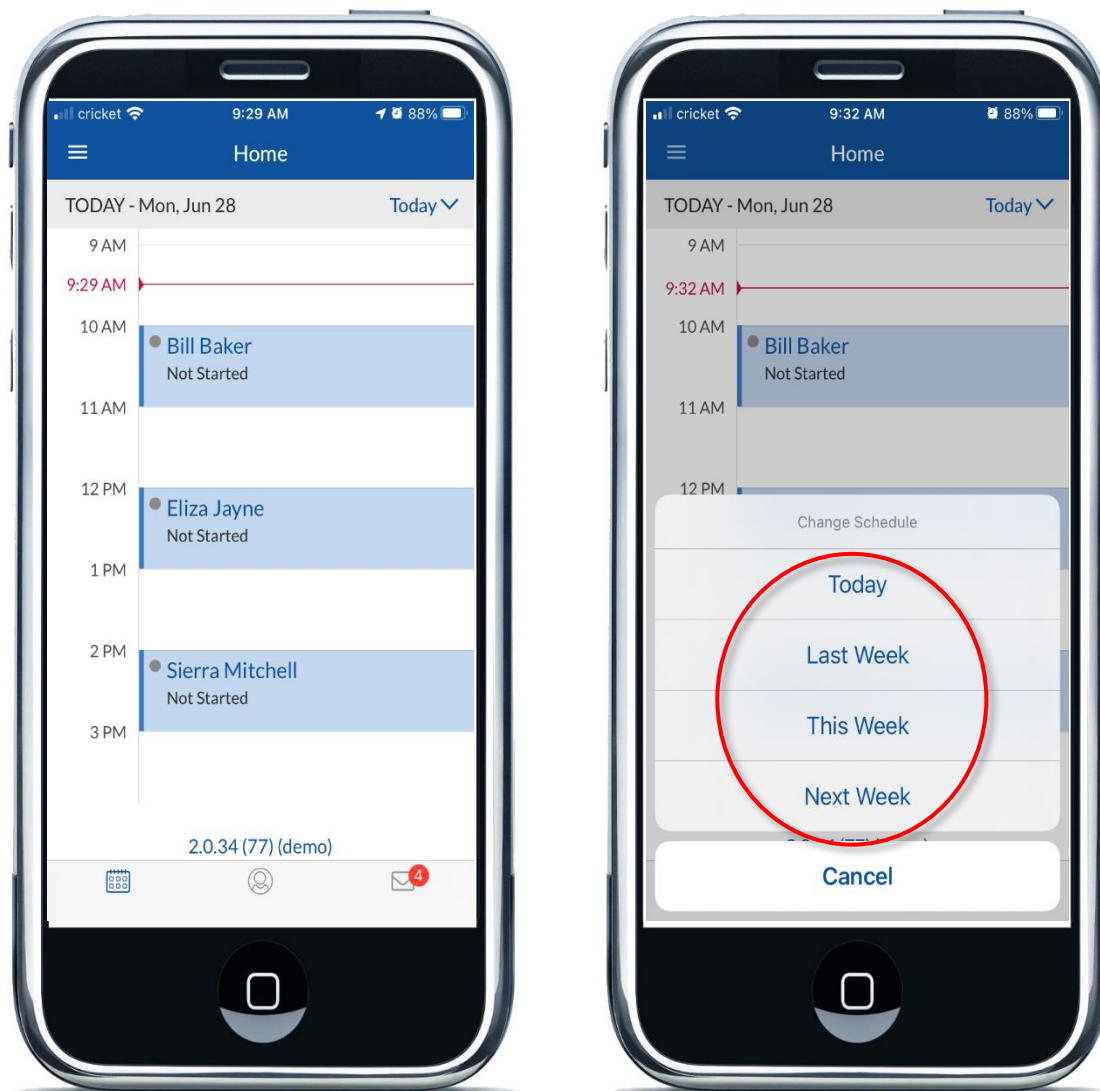 cricket 9:29 AM 88%
Home
TODAY - Mon, Jun 28 Today
9 AM
9:29 AM
10 AM
Bill Baker
Not Started
11 AM
12 PM
Eliza Jayne
Not Started
1 PM
2 PM
Sierra Mitchell
Not Started
3 PM
2.0.34 (77) (demo)
4
cricket 9:32 AM 88%
Home
TODAY - Mon, Jun 28 Today
9 AM
9:32 AM
10 AM
Bill Baker
Not Started
11 AM
12 PM
Change Schedule
Today
Last Week
This Week
Next Week
Cancel